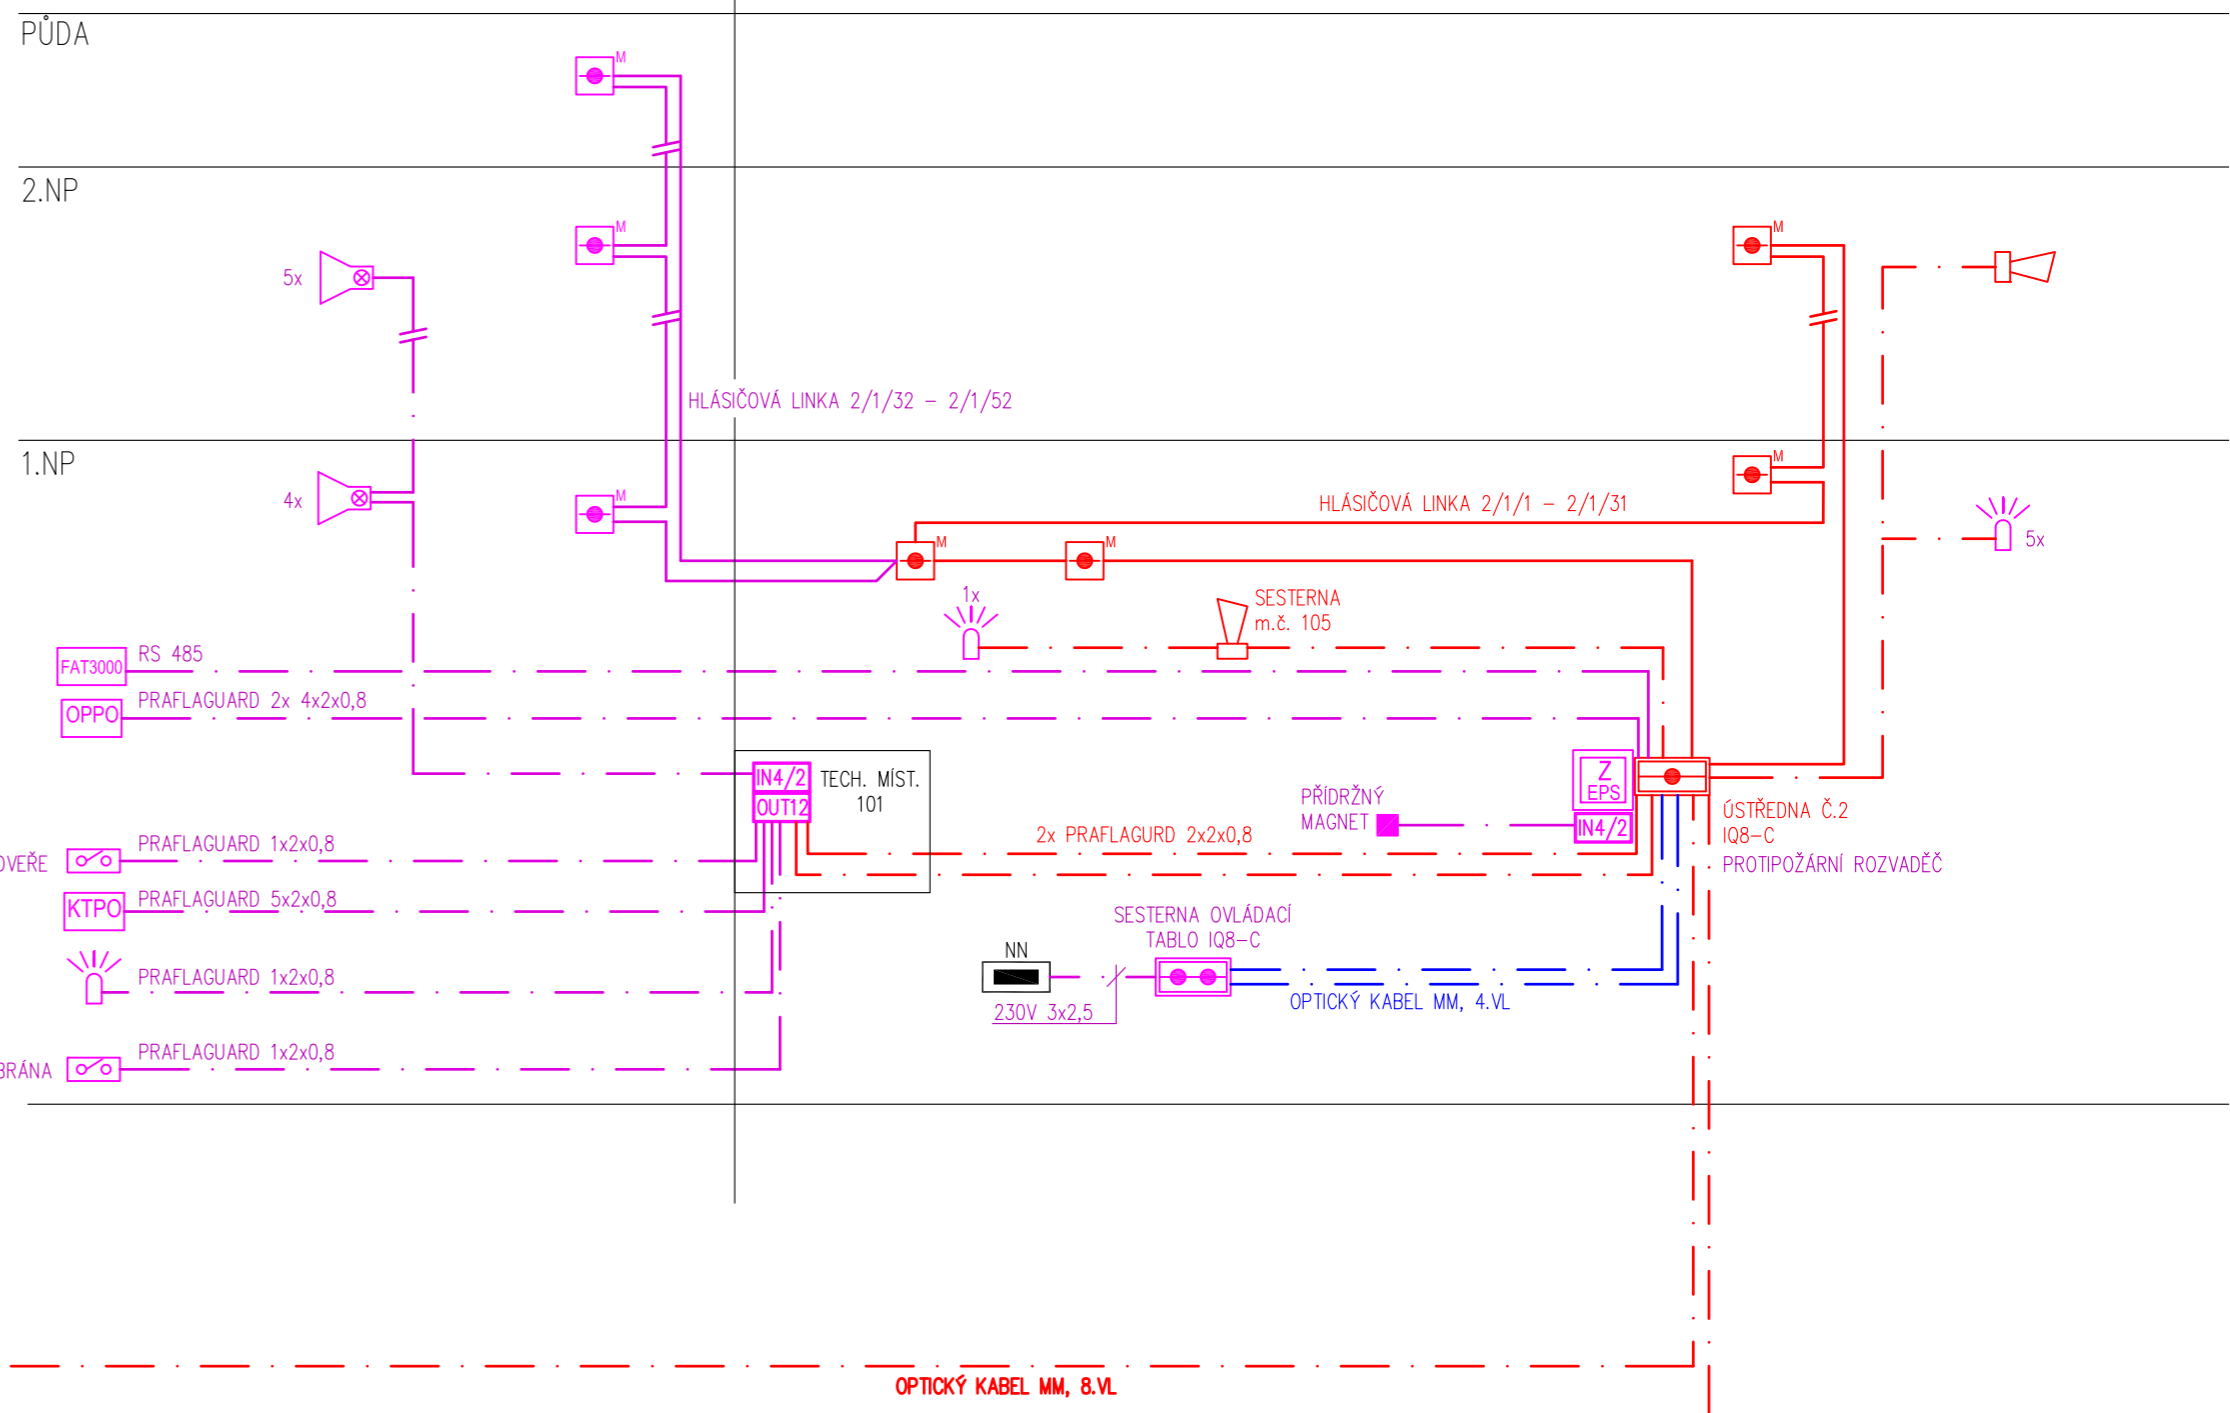 PŮDA
M
2.NP
M
M
5x
HLÁSIČOVÁ LINKA 2/1/32 – 2/1/52
1.NP
M
4x
M
HLÁSIČOVÁ LINKA 2/1/1 – 2/1/31
M
M
5x
1x
SESTERNA
m.č. 105
FAT3000
RS 485
OPPO
PRAFLAGUARD 2x 4x2x0,8
IN4/2
OUT12
TECH. MÍST.
101
Z
EPS
IN4/2
PŘÍDRŽNÝ
MAGNET
ÚSTŘEDNA Č.2
IQ8–C
PROTIPOŽÁRNÍ ROZVADĚČ
2x PRAFLAGURD 2x2x0,8
OVEŘE
PRAFLAGUARD 1x2x0,8
KTPO
PRAFLAGUARD 5x2x0,8
SESTERNA OVLÁDACÍ
TABLO IQ8–C
NN
230V 3x2,5
PRAFLAGUARD 1x2x0,8
OPTICKÝ KABEL MM, 4.VL
BRÁNA
PRAFLAGUARD 1x2x0,8
OPTICKÝ KABEL MM, 8.VL